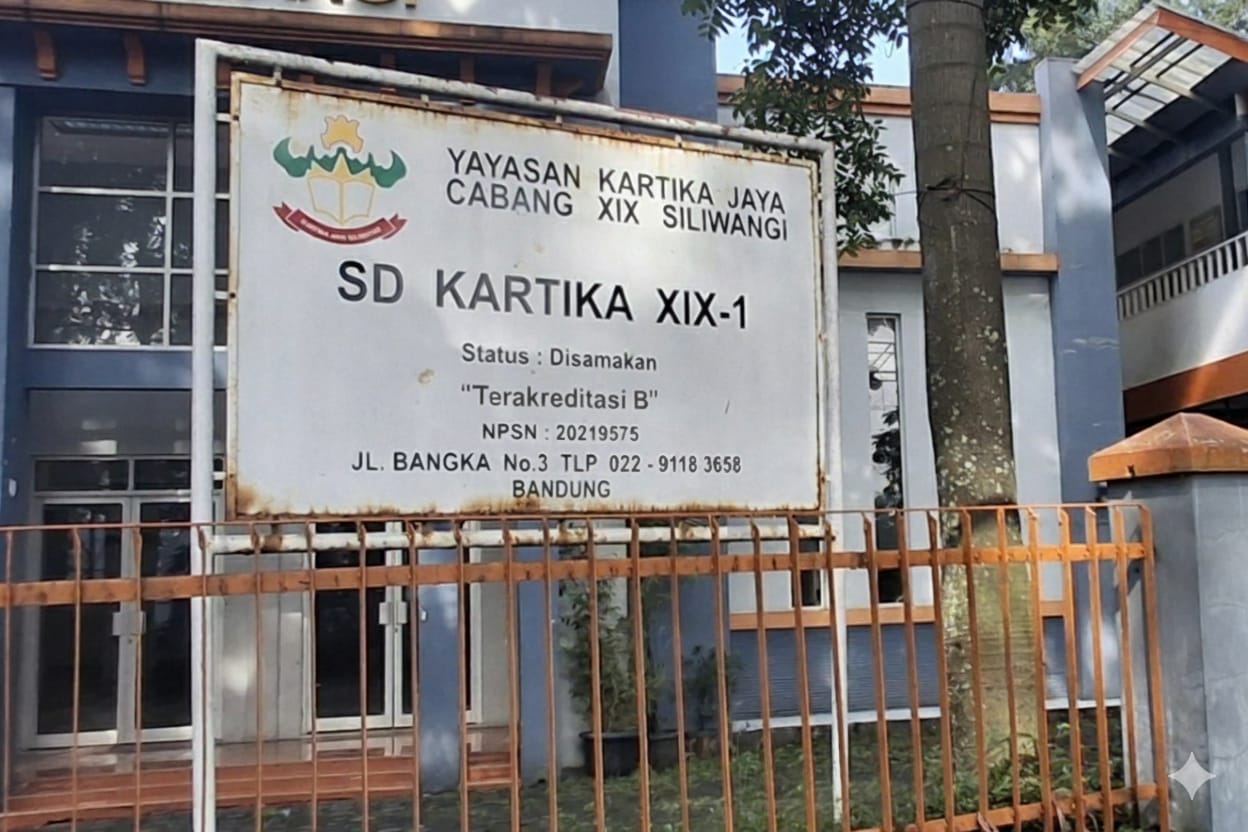 YAYASAN KARTIKA JAYA
CABANG XIX SILIWANGI
SD KARTIKA XIX-1
Status : Disamakan
"Terakreditasi B"
NPSN : 20219575
JL. BANGKA No.3 TLP 022 - 9118 3658
BANDUNG